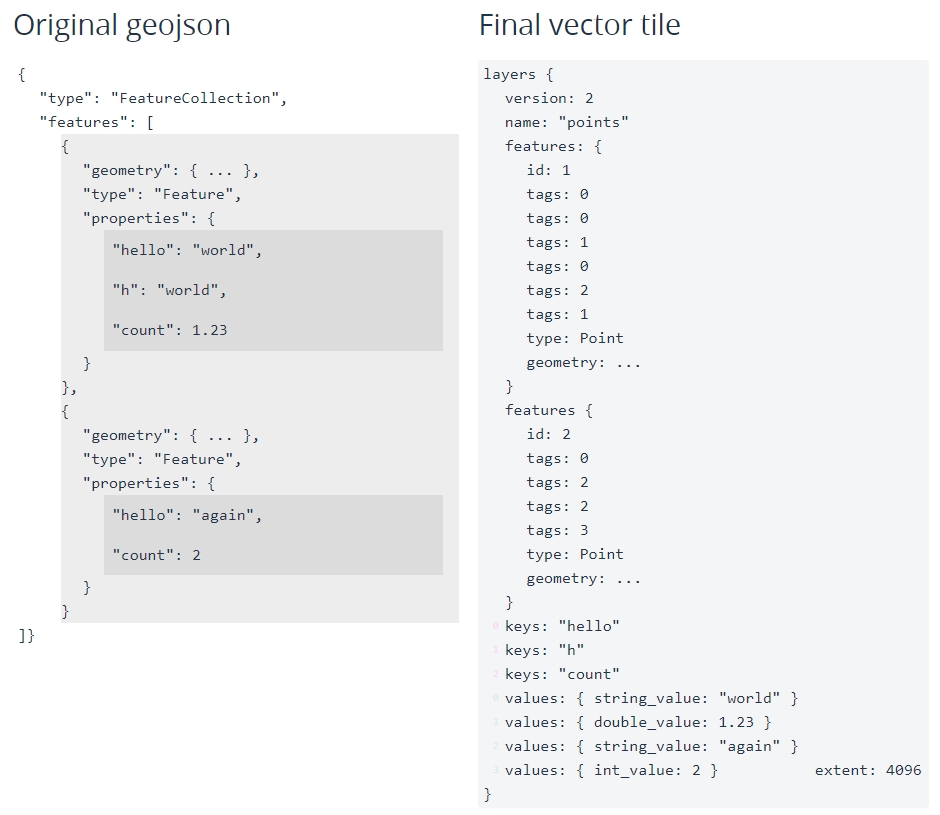 Original geojson
{
"type": "FeatureCollection",
"features": [
{
"geometry": { ... },
"type": "Feature",
"properties": {
"hello": "world",
"h": "world",
"count": 1.23
}
},
{
"geometry": { ... },
"type": "Feature",
"properties": {
"hello": "again",
"count": 2
}
}
]}
Final vector tile
layers {
version: 2
name: "points"
features: {
id: 1
tags: 0
tags: 0
tags: 1
tags: 0
tags: 2
tags: 1
type: Point
geometry: ...
}
features {
id: 2
tags: 0
tags: 2
tags: 2
tags: 3
type: Point
geometry: ...
}
0 keys: "hello"
1 keys: "h"
2 keys: "count"
0 values: { string_value: "world" }
1 values: { double_value: 1.23 }
2 values: { string_value: "again" }
3 values: { int_value: 2 } extent: 4096
}